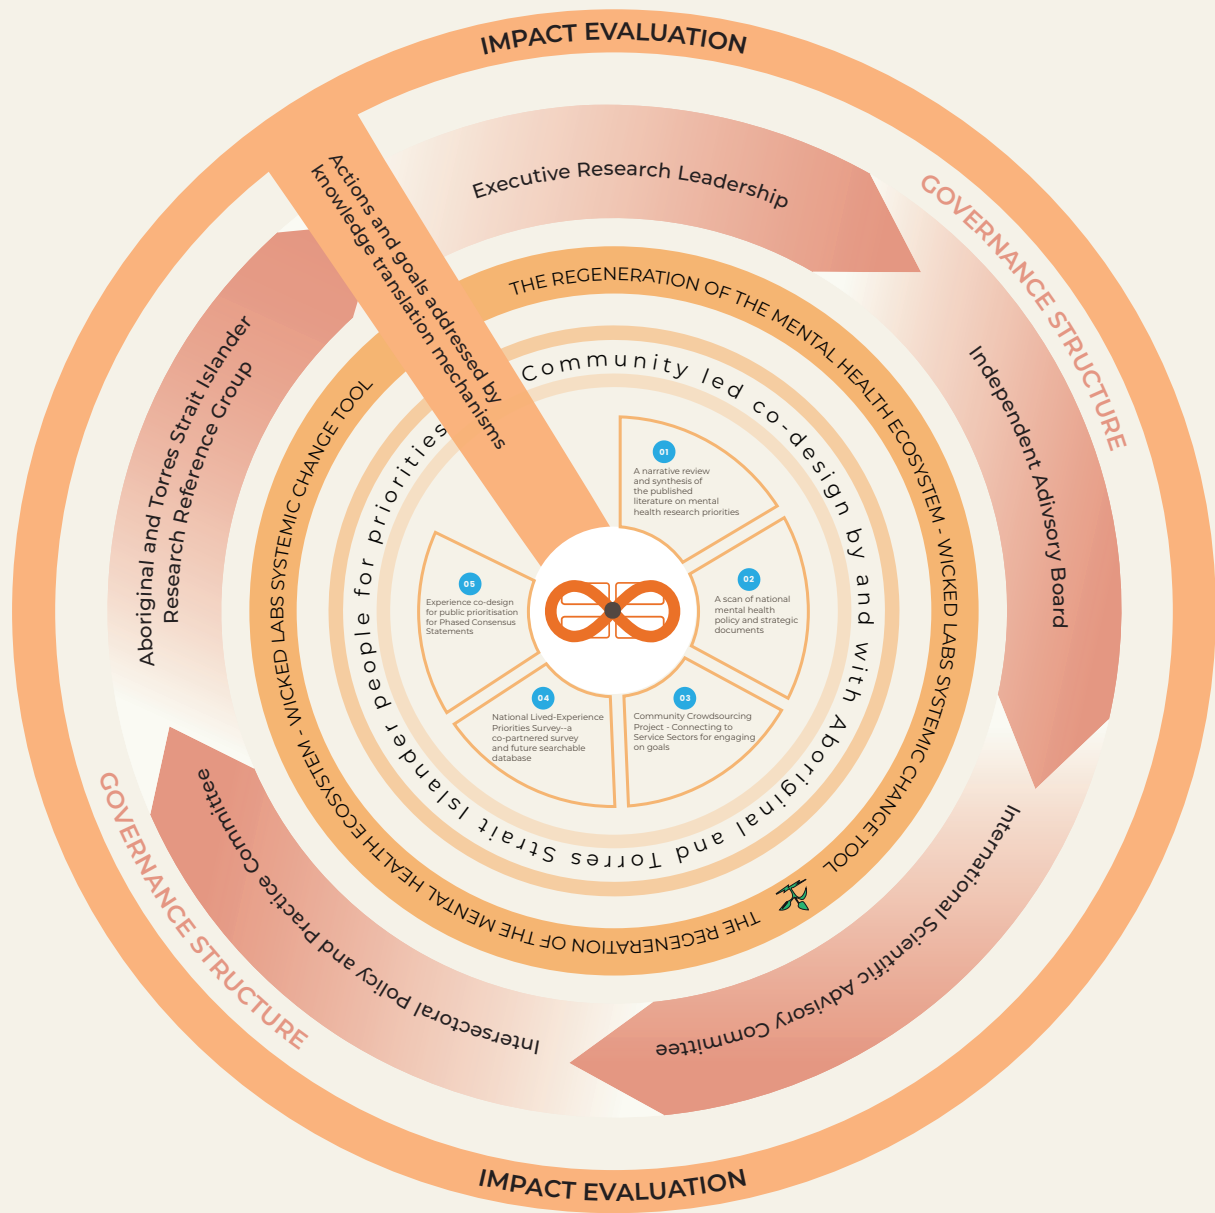 IMPACT EVALUATION
Executive Research Leadership
GOVERNANCE STRUCTURE
Independent Adivsory Board
International Scientific Advisory Committee
Intersectoral Policy and Practice Committee
GOVERNANCE STRUCTURE
Aboriginal and Torres Strait Islander
Research Reference Group
Actions and goals addressed by
knowledge translation mechanisms
THE REGENERATION OF THE MENTAL HEALTH ECOSYSTEM - WICKED LABS SYSTEMIC CHANGE TOOL
THE REGENERATION OF THE MENTAL HEALTH ECOSYSTEM - WICKED LABS SYSTEMIC CHANGE TOOL
Community led co-design by and with Aboriginal and Torres Strait Islander people for priorities
01
A narrative review
and synthesis of
the published
literature on mental
health research priorities
02
A scan of national
mental health
policy and strategic
documents
03
Community Crowdsourcing
Project - Connecting to
Service Sectors for engaging
on goals
04
National Lived-Experience
Priorities Survey--a
co-partnered survey
and future searchable
database
05
Experience co-design
for public prioritisation
for Phased Consensus
Statements
IMPACT EVALUATION